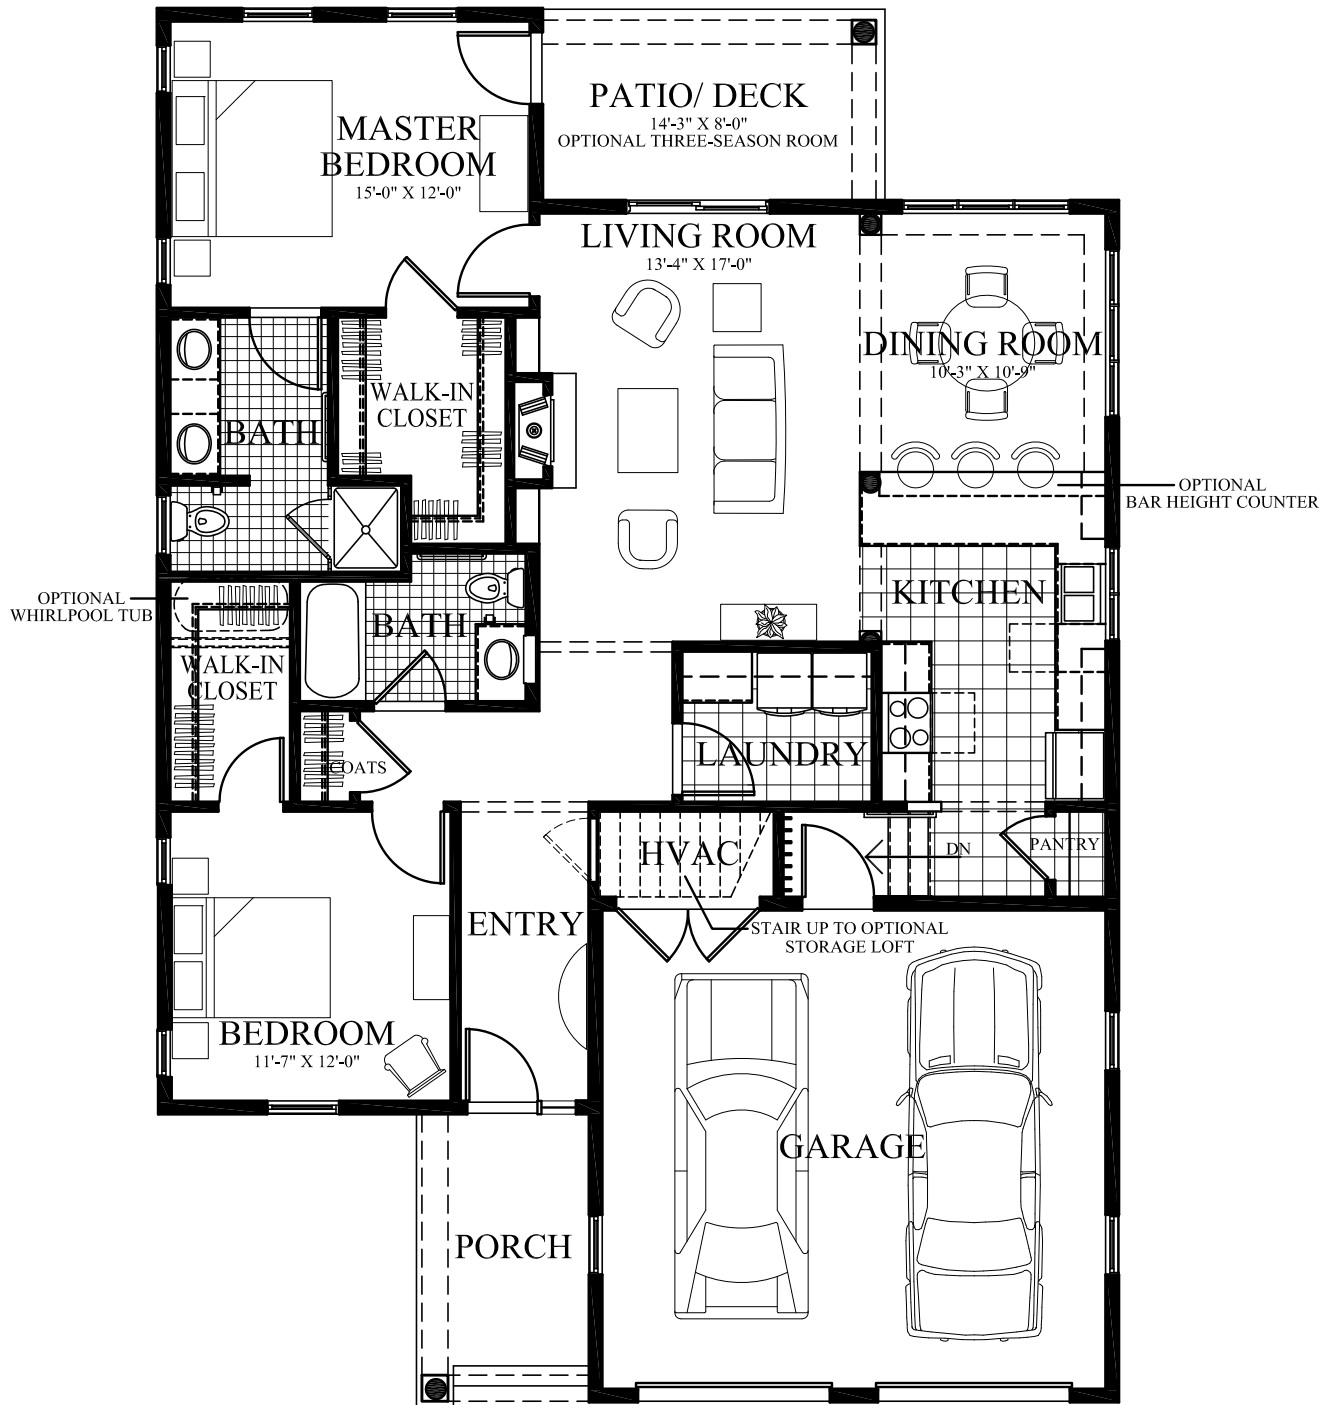 PATIO/ DECK
14'-3" X 8'-0"
OPTIONAL THREE-SEASON ROOM
MASTER
BEDROOM
15'-0" X 12'-0"
LIVING ROOM
13'-4" X 17'-0"
DINING ROOM
10'-3" X 10'-9"
WALK-IN
CLOSET
BATH
OPTIONAL
BAR HEIGHT COUNTER
KITCHEN
OPTIONAL
WHIRLPOOL TUB
BATH
WALK-IN
CLOSET
COATS
LAUNDRY
HVAC
DN
PANTRY
ENTRY
STAIR UP TO OPTIONAL
STORAGE LOFT
BEDROOM
11'-7" X 12'-0"
GARAGE
PORCH